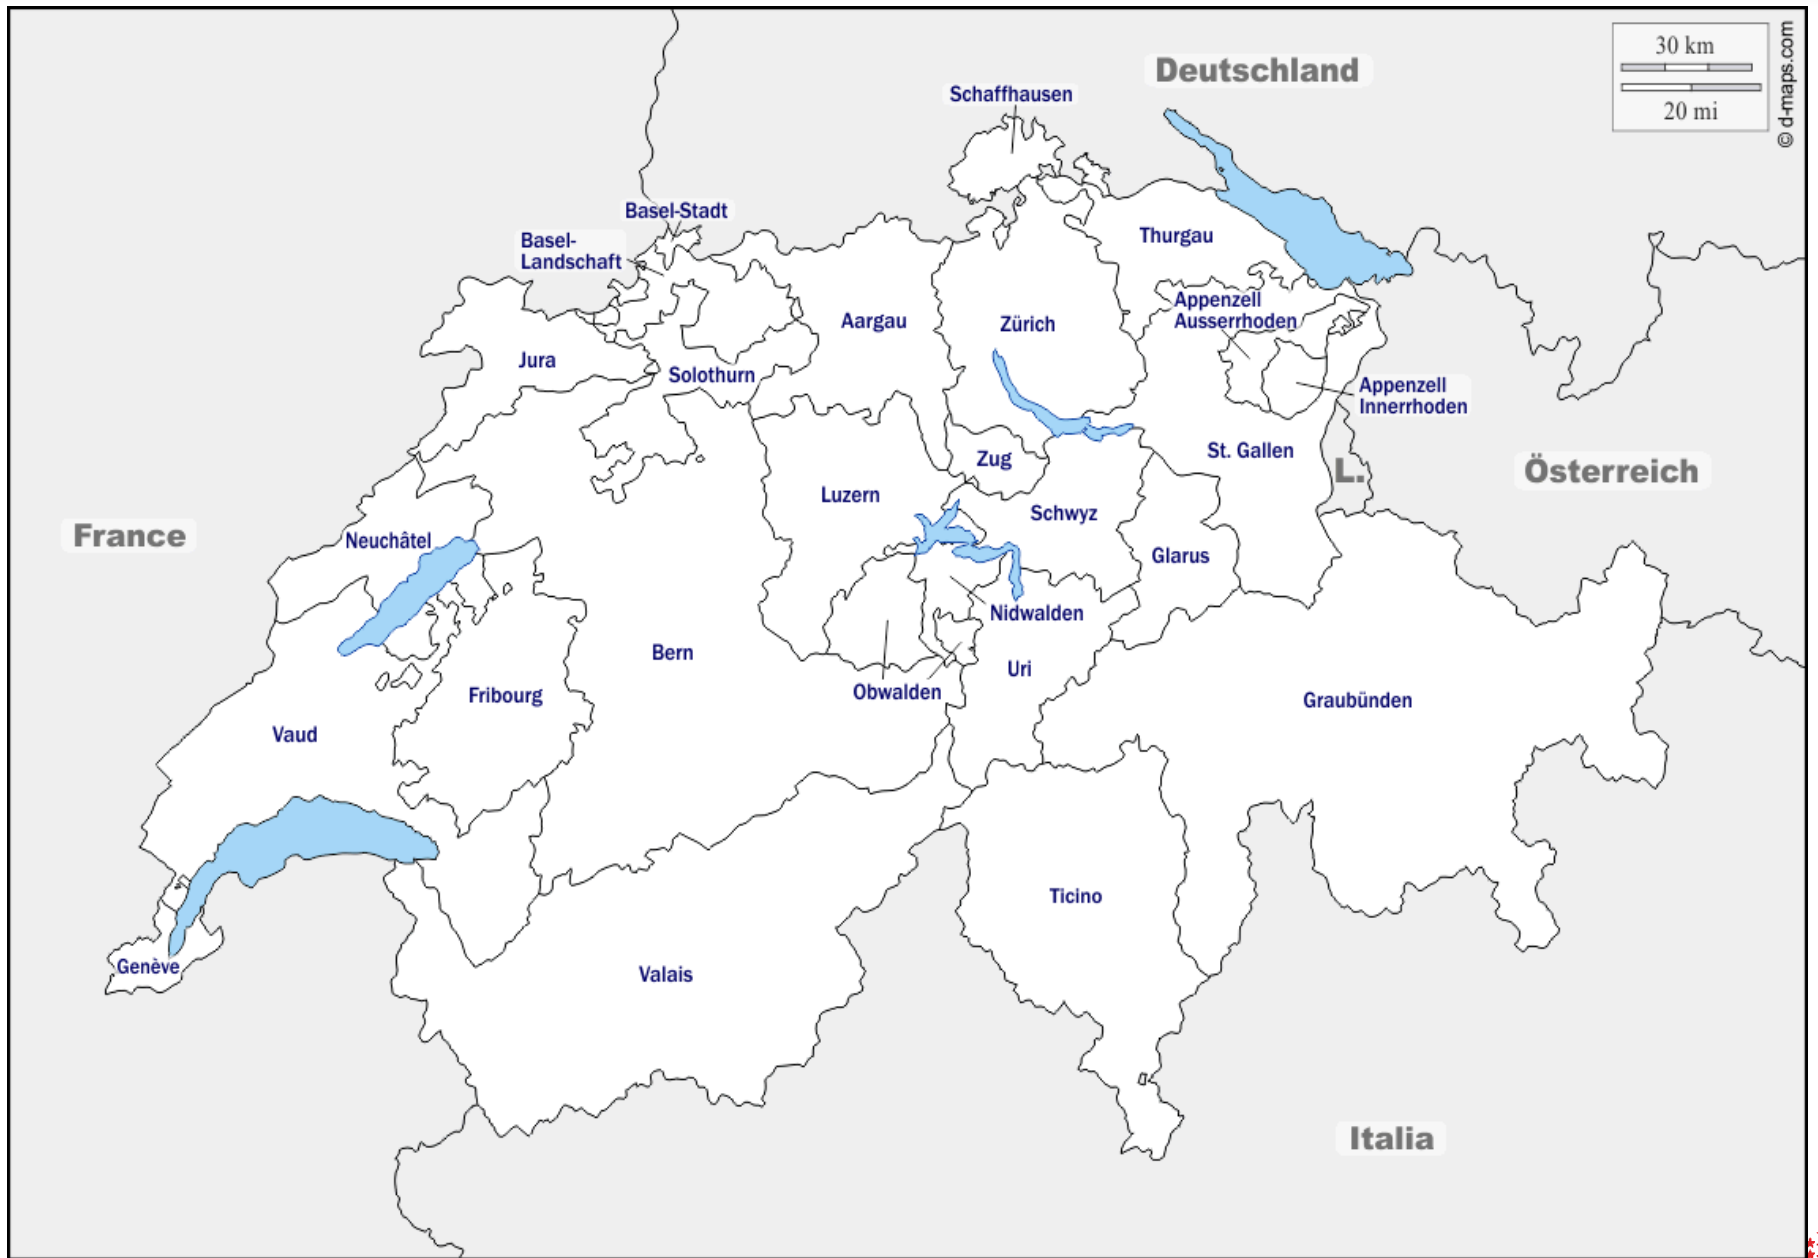 30 km
20 mi
© d-maps.com
Deutschland
Schaffhausen
Basel-Stadt
Basel-
Landschaft
Thurgau
Appenzell
Ausserrhoden
Aargau
Zürich
Jura
Solothurn
Appenzell
Innerrhoden
St. Gallen
Zug
L.
Österreich
Luzern
Schwyz
France
Neuchâtel
Glarus
Nidwalden
Bern
Uri
Obwalden
Fribourg
Graubünden
Vaud
Ticino
Genève
Valais
Italia